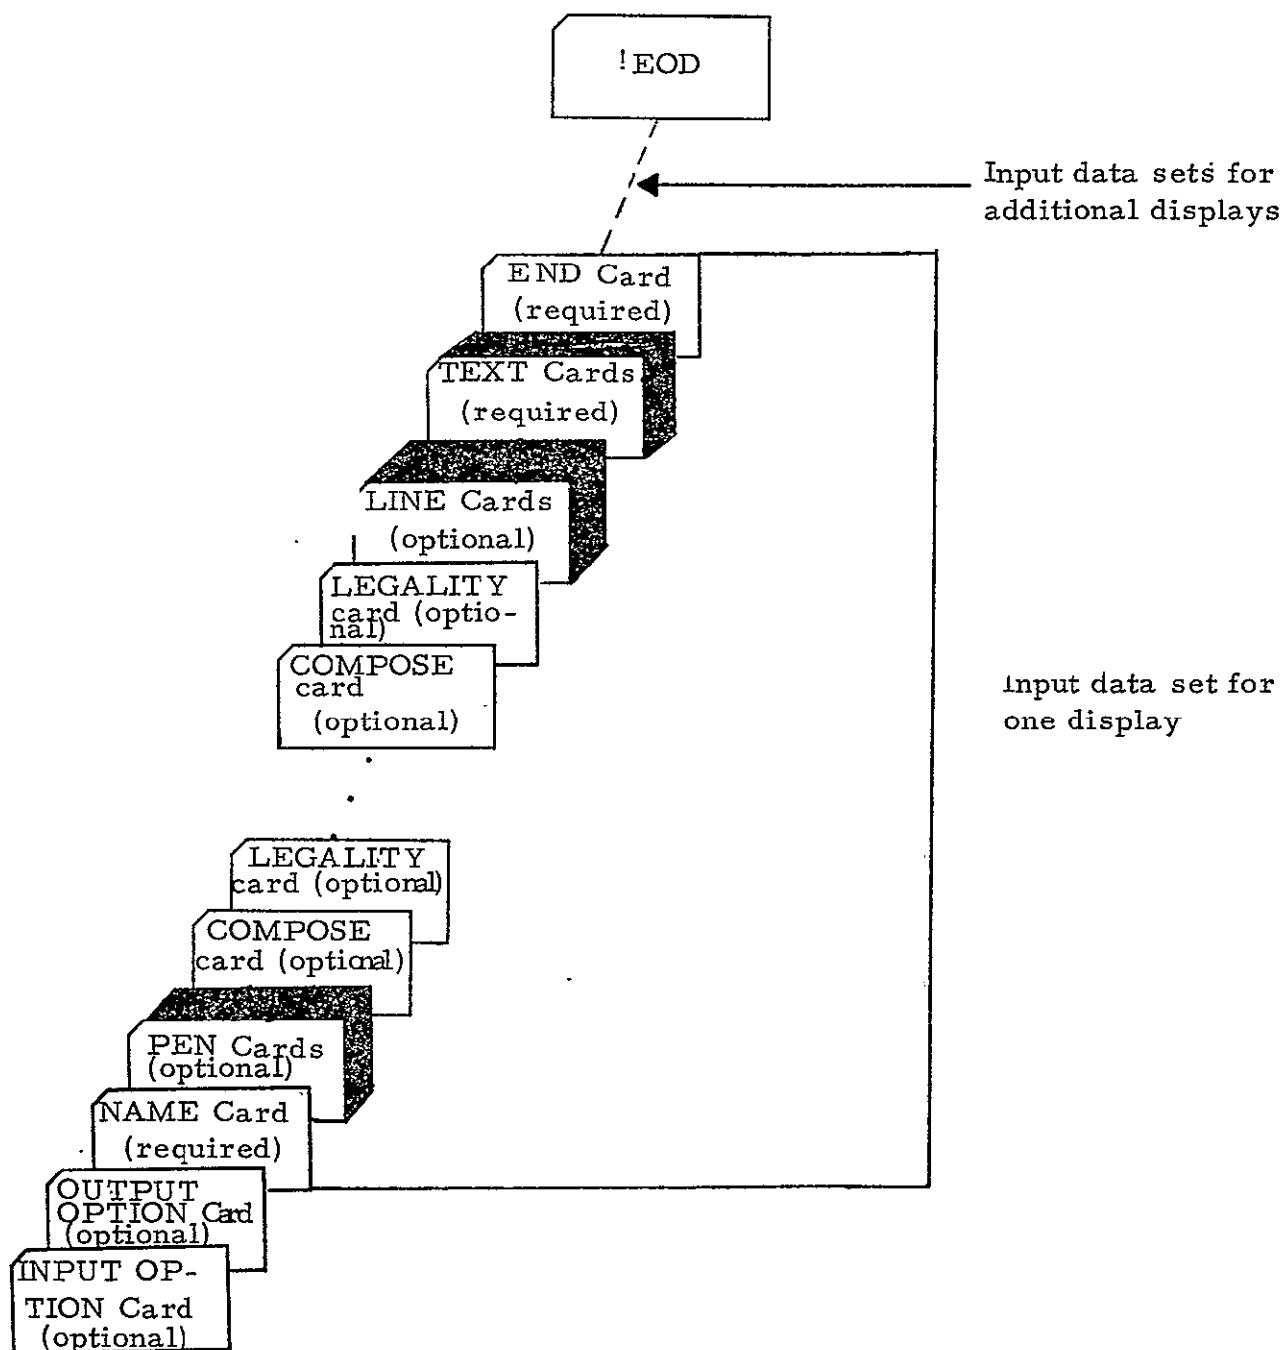 !EOD
Input data sets for
additional displays
END Card
(required)
TEXT Cards
(required)
LINE Cards
(optional)
LEGALITY
card (optio-
nal)
COMPOSE
card
(optional)
Input data set for
one display
LEGALITY
card (optional)
COMPOSE
card (optional)
PEN Cards
(optional)
NAME Card
(required)
OUTPUT
OPTION Card
(optional)
INPUT OP-
TION Card
(optional)